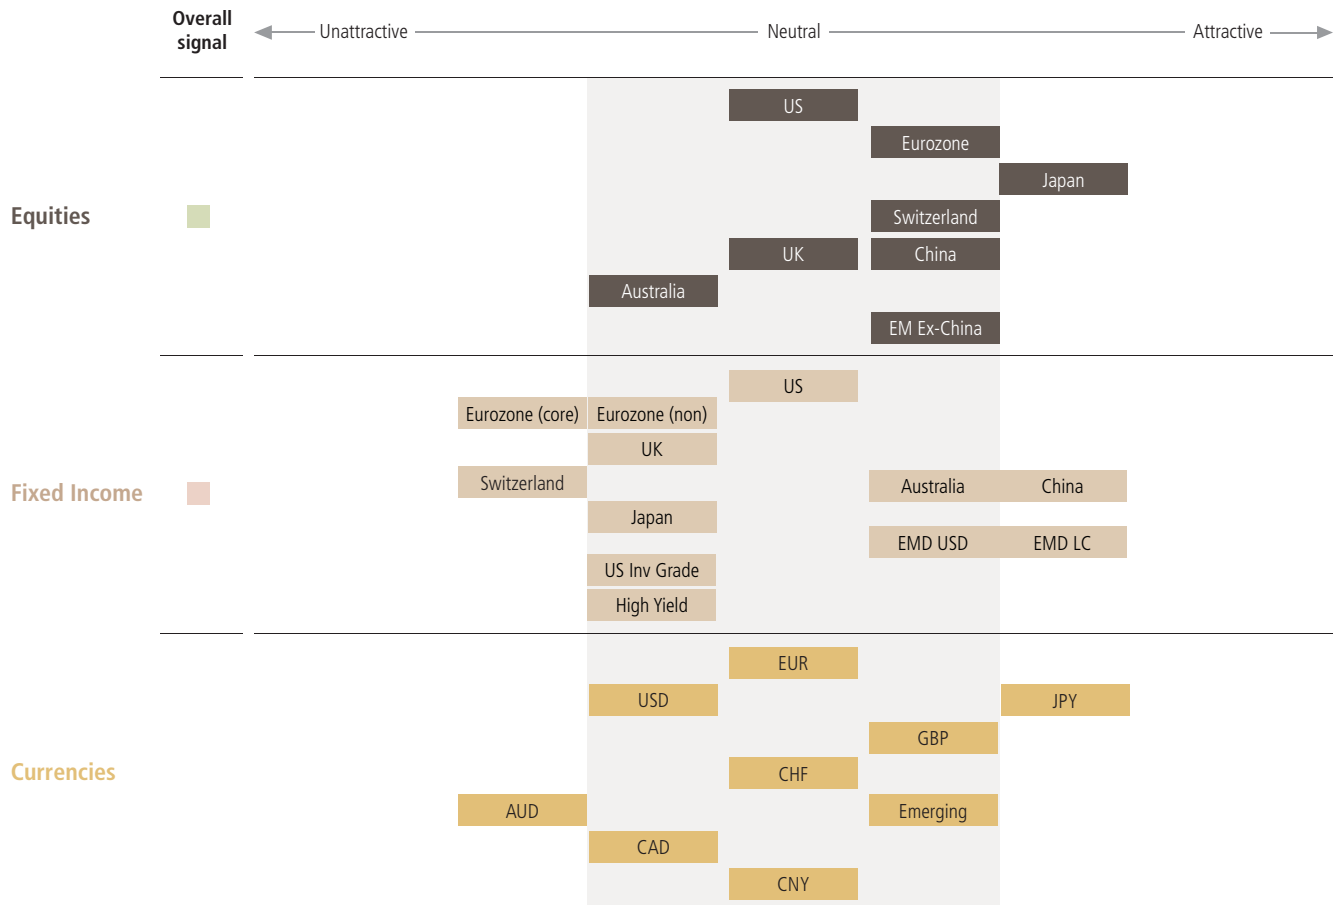 Overall
signal
Unattractive Neutral Attractive
US
Eurozone
Japan
Equities Switzerland
UK China
Australia
EM Ex-China
US
Eurozone (core) Eurozone (non)
UK
Fixed Income Switzerland Australia China
Japan
EMD USD EMD LC
US Inv Grade
High Yield
EUR
USD JPY
GBP
Currencies CHF
AUD Emerging
CAD
CNY